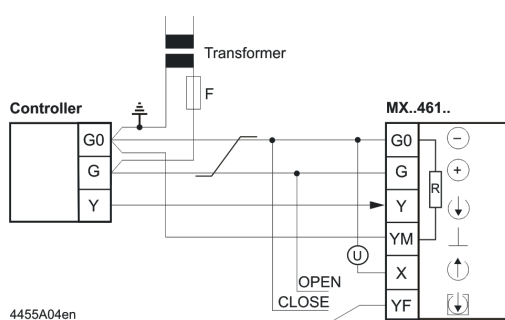 Transformer
F
Controller
MX..461..
G0
G
Y
G0
G
Y
YM
X
YF
R
U
OPEN
CLOSE
4455A04en